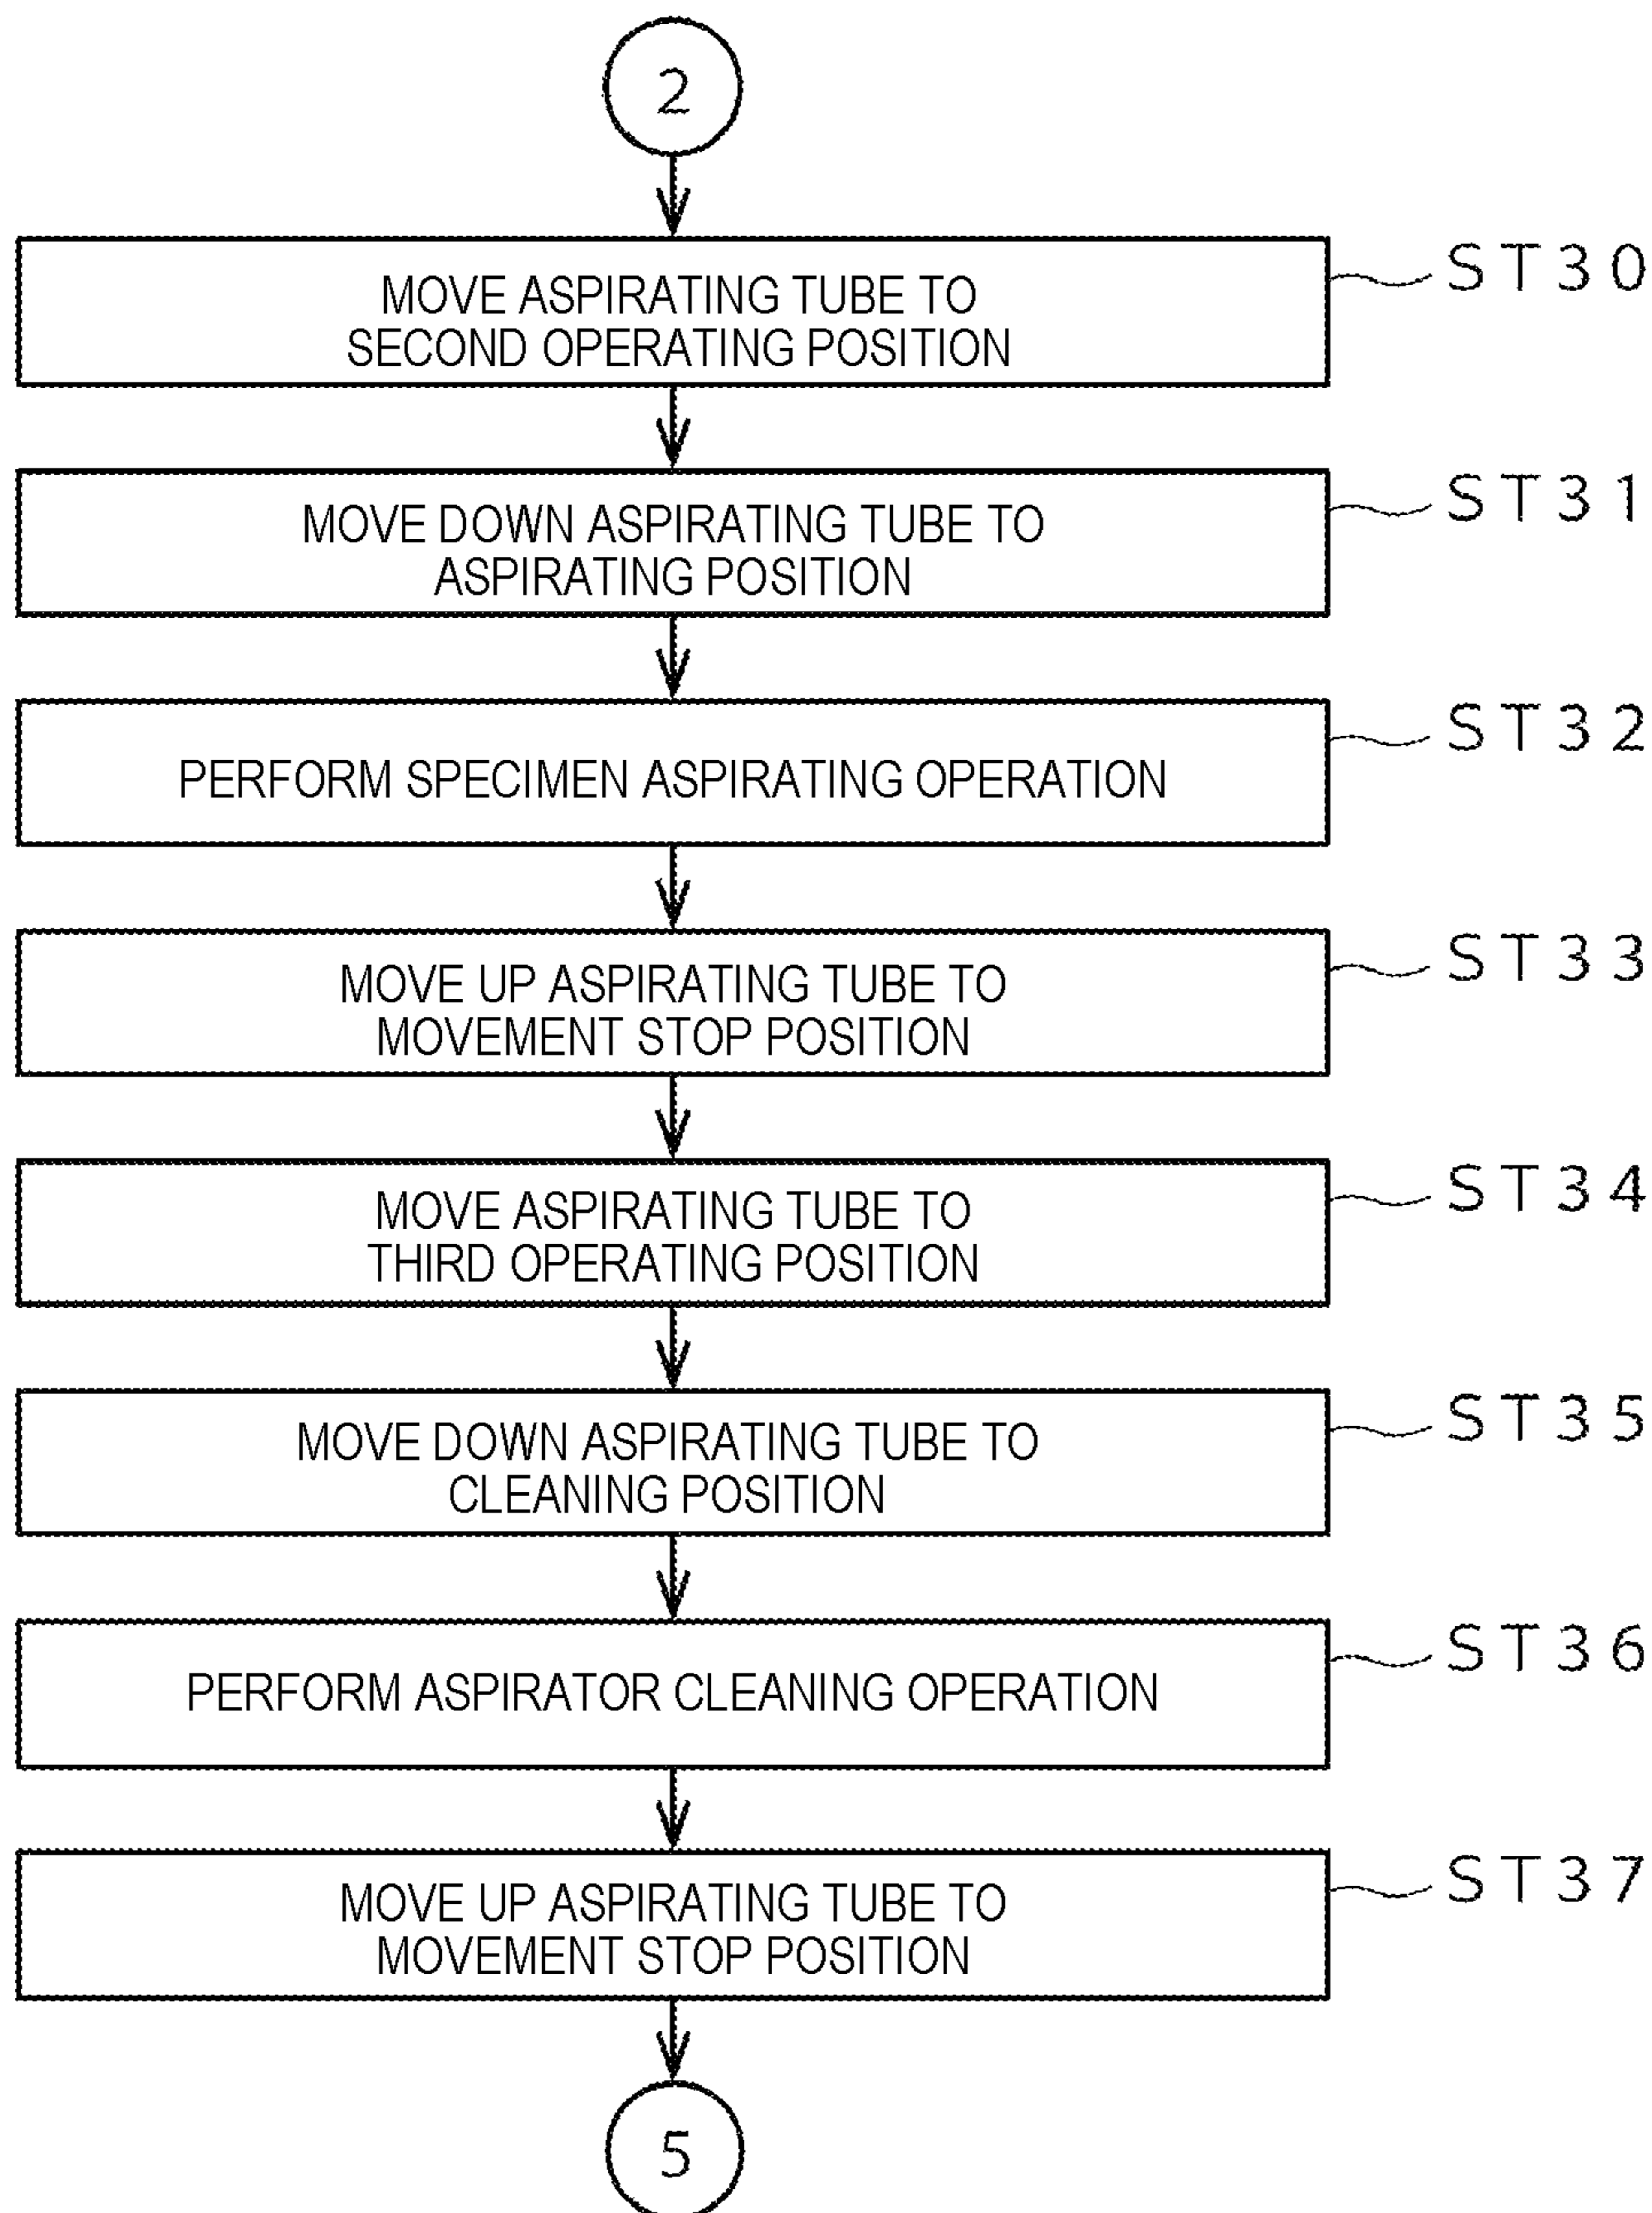 2
MOVE ASPIRATING TUBE TO
SECOND OPERATING POSITION
ST30
MOVE DOWN ASPIRATING TUBE TO
ASPIRATING POSITION
ST31
PERFORM SPECIMEN ASPIRATING OPERATION
ST32
MOVE UP ASPIRATING TUBE TO
MOVEMENT STOP POSITION
ST33
MOVE ASPIRATING TUBE TO
THIRD OPERATING POSITION
ST34
MOVE DOWN ASPIRATING TUBE TO
CLEANING POSITION
ST35
PERFORM ASPIRATOR CLEANING OPERATION
ST36
MOVE UP ASPIRATING TUBE TO
MOVEMENT STOP POSITION
ST37
5